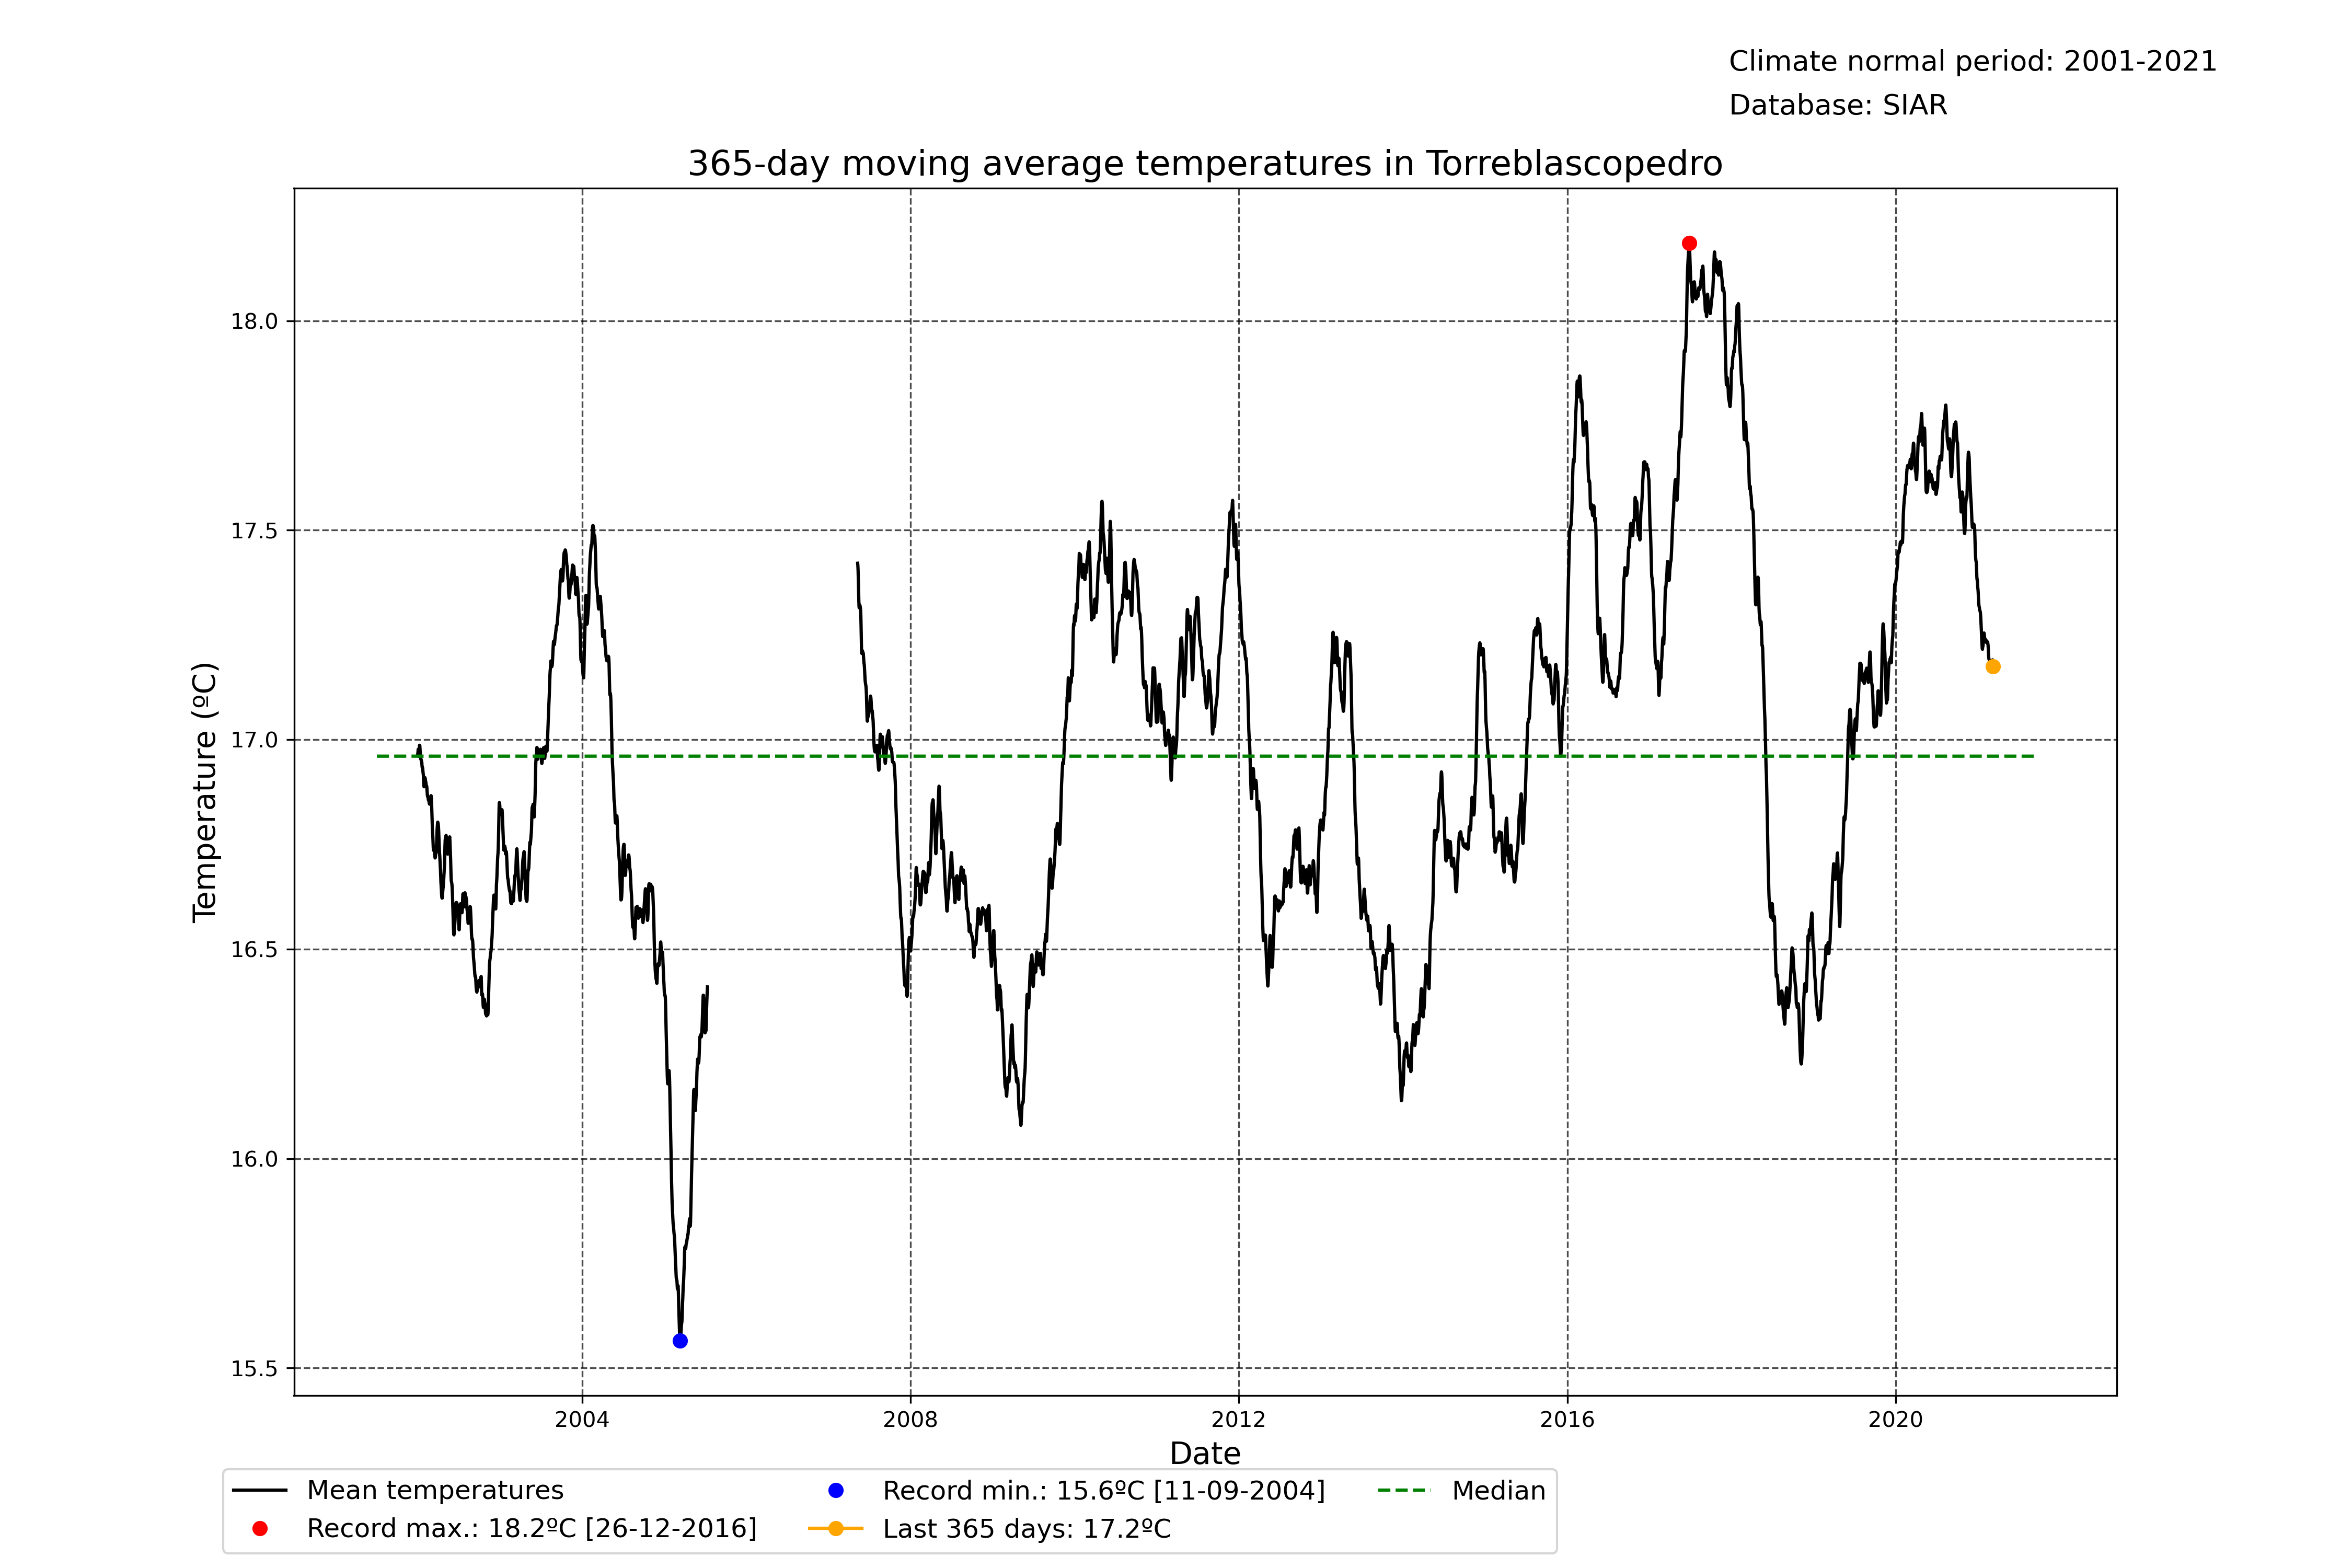 Climate normal period: 2001-2021
Database: SIAR
365-day moving average temperatures in Torreblascopedro
Temperature (ºC)
18.0
17.5
17.0
16.5
16.0
15.5
2004
2008
2012
2016
2020
Date
Mean temperatures
Record max.: 18.2ºC [26-12-2016]
Record min.: 15.6ºC [11-09-2004]
Last 365 days: 17.2ºC
Median